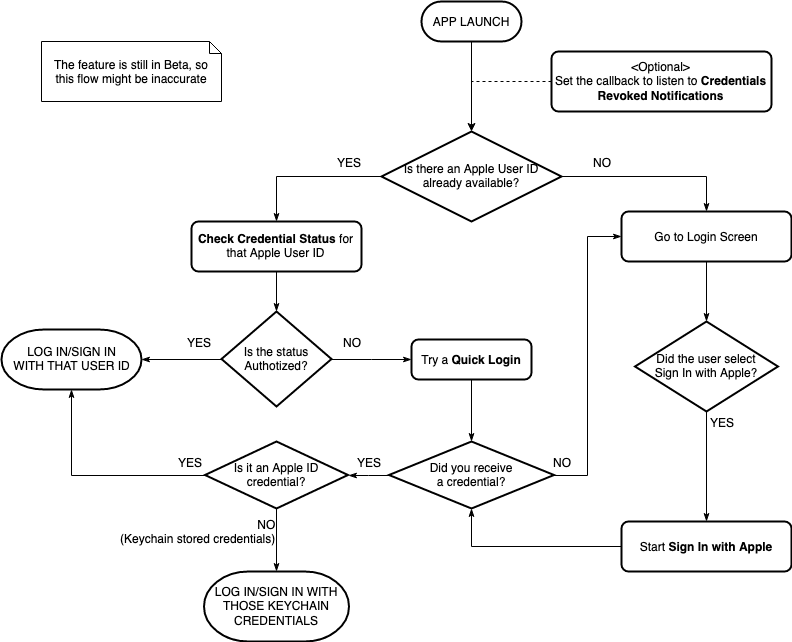 APP LAUNCH
The feature is still in Beta, so
this flow might be inaccurate
<Optional>
Set the callback to listen to Credentials
Revoked Notifications
Is there an Apple User ID
already available?
YES
NO
Check Credential Status for
that Apple User ID
Go to Login Screen
Is the status
Authotized?
YES
NO
LOG IN/SIGN IN
WITH THAT USER ID
Try a Quick Login
Did the user select
Sign In with Apple?
YES
Did you receive
a credential?
NO
YES
Is it an Apple ID
credential?
YES
NO
(Keychain stored credentials)
Start Sign In with Apple
LOG IN/SIGN IN WITH
THOSE KEYCHAIN
CREDENTIALS